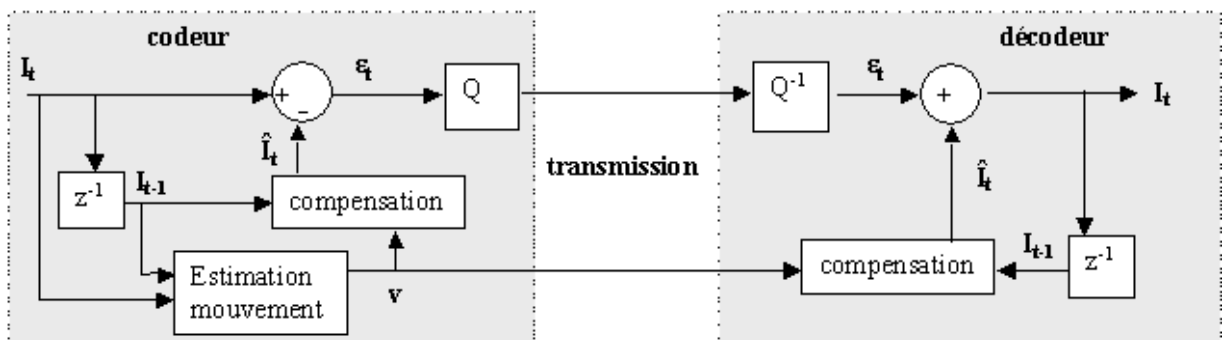 codeur
décodeur
Iₜ
εₜ
Q
Q⁻¹
εₜ
+
−
+
Iₜ
Îₜ
transmission
Îₜ
z⁻¹
Iₜ₋₁
compensation
Iₜ₋₁
z⁻¹
compensation
Estimation
mouvement
v